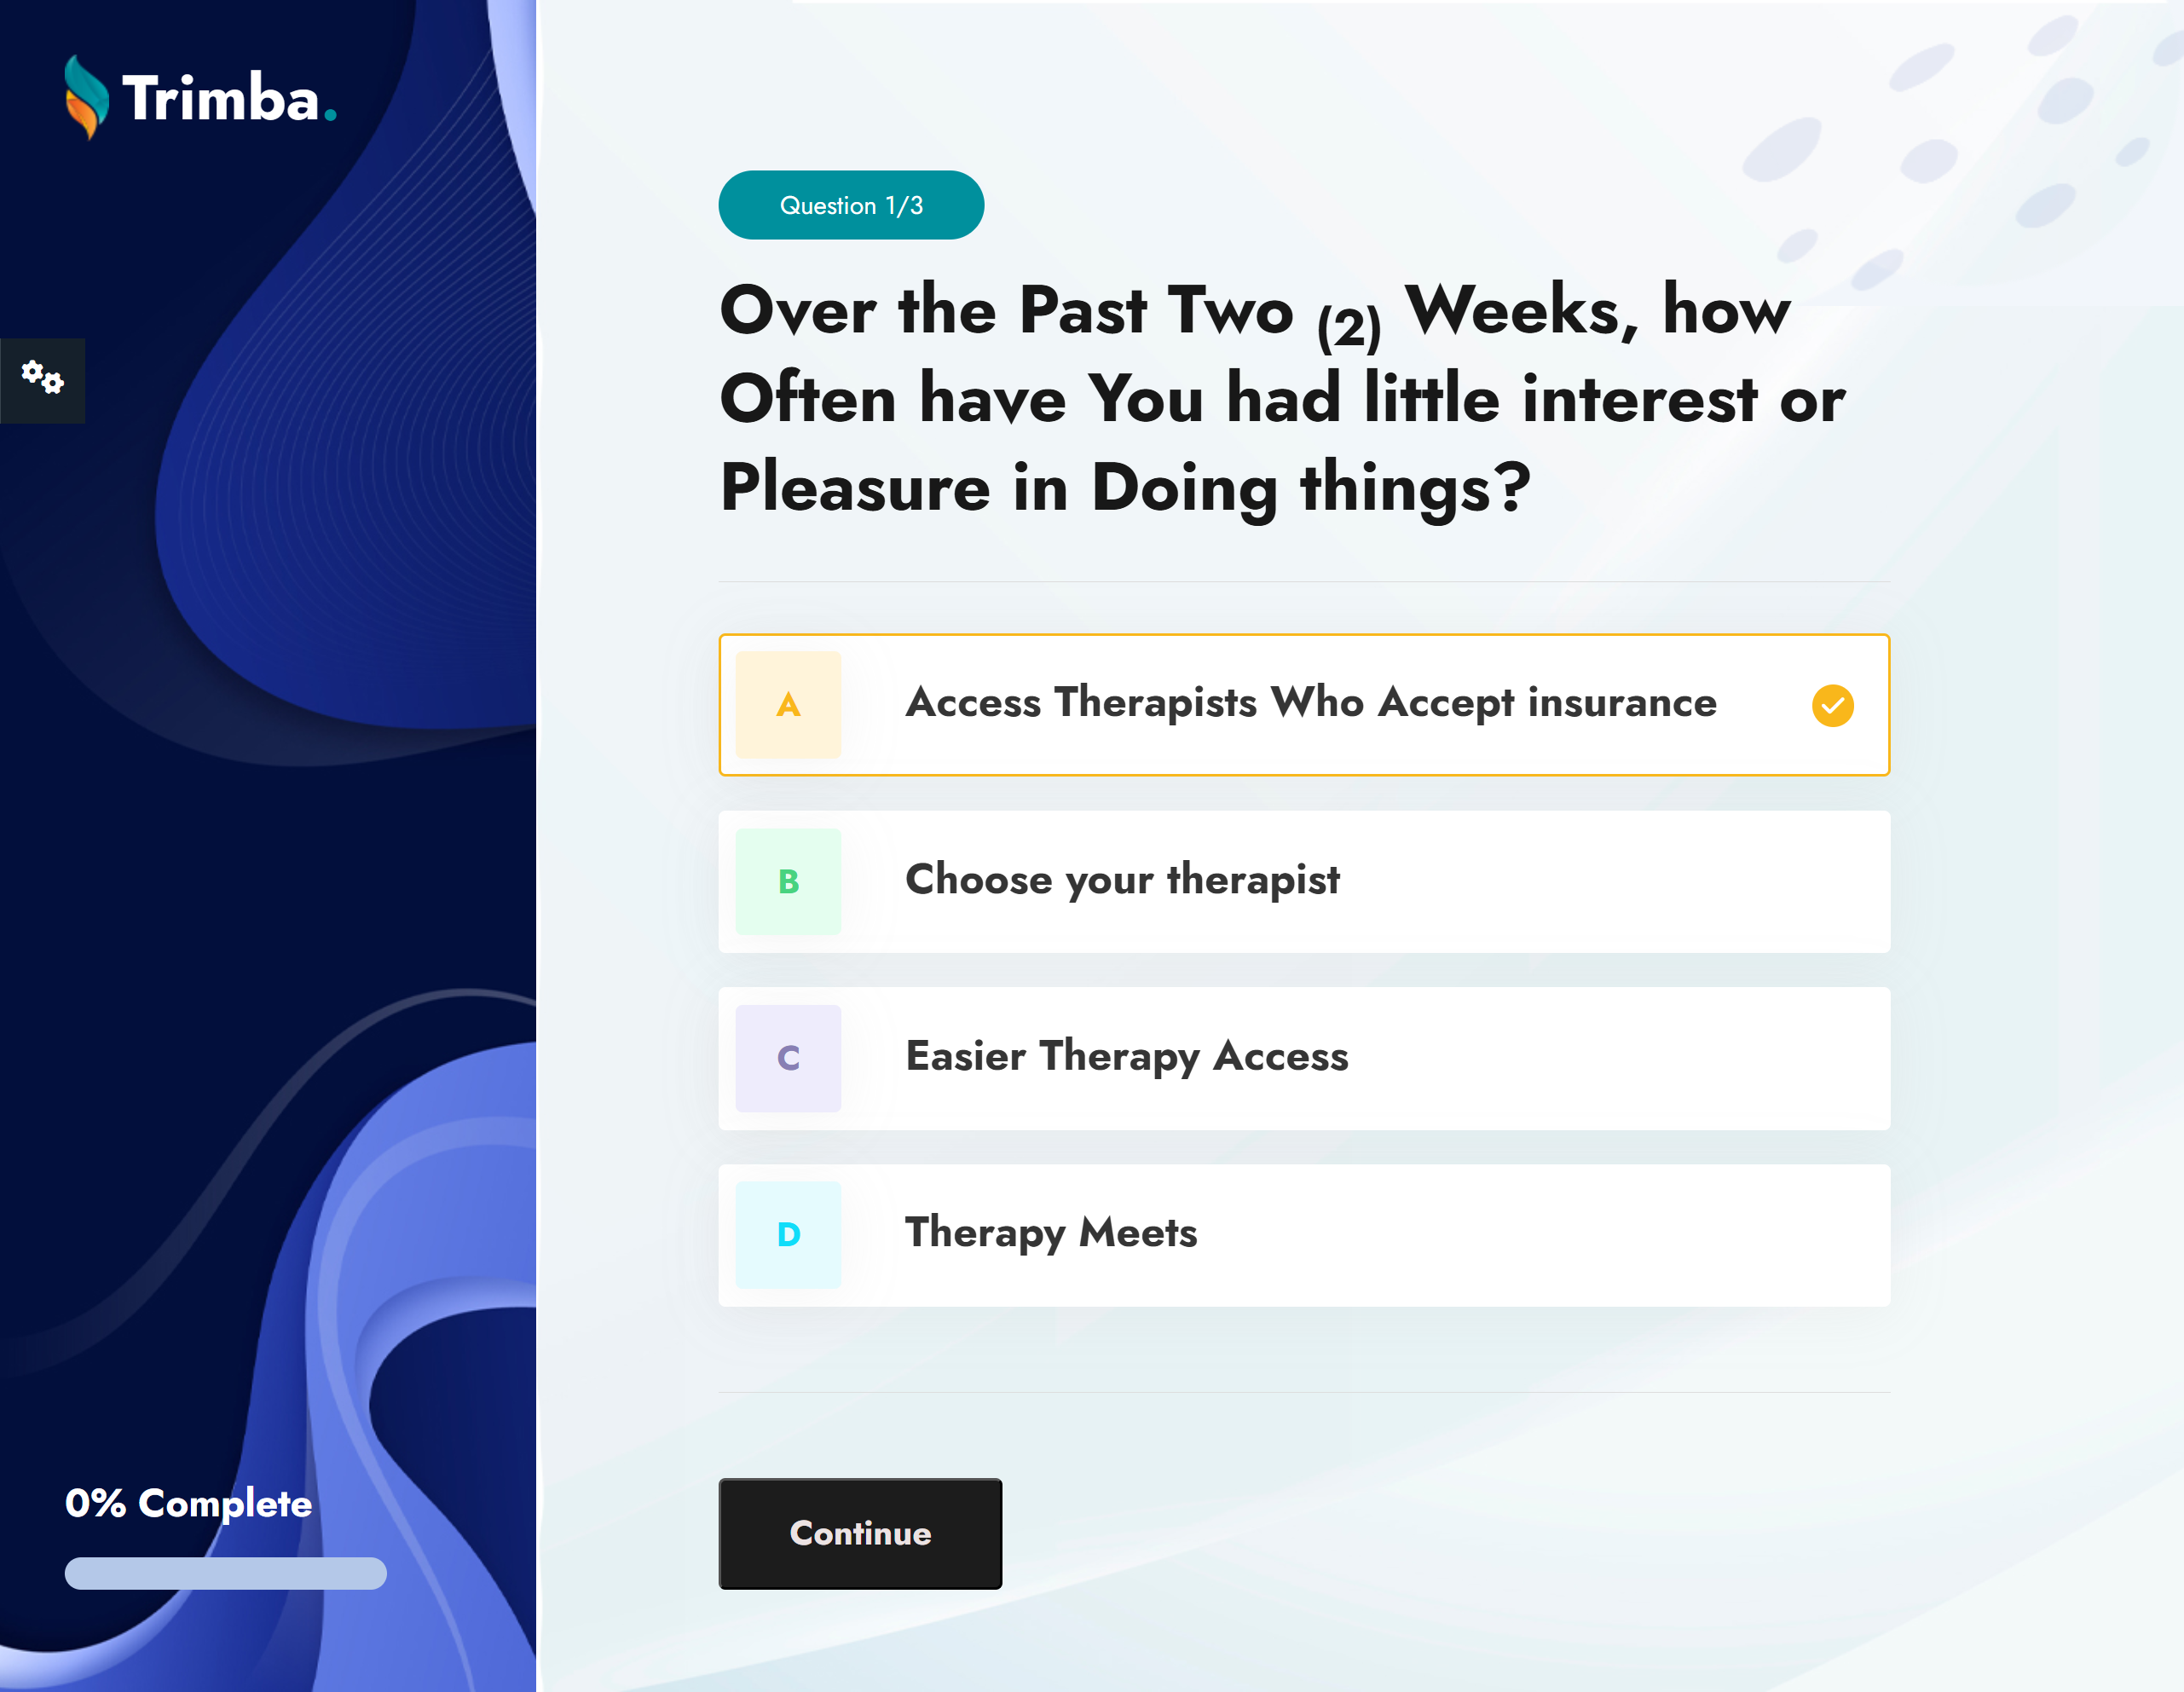 Trimba.
Question 1/3
Over the Past Two (2) Weeks, how
Often have You had little interest or
Pleasure in Doing things?
A
Access Therapists Who Accept insurance
B
Choose your therapist
C
Easier Therapy Access
D
Therapy Meets
0% Complete
Continue